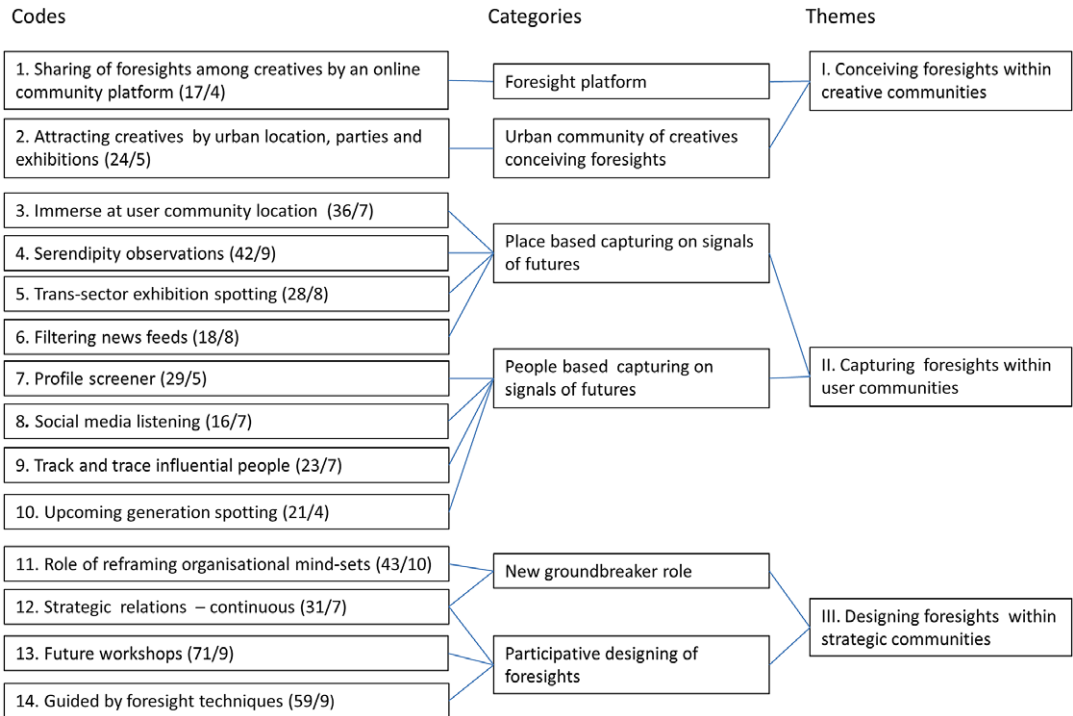 Codes
Categories
Themes
1. Sharing of foresights among creatives by an online
community platform (17/4)
Foresight platform
I. Conceiving foresights within
creative communities
2. Attracting creatives by urban location, parties and
exhibitions (24/5)
Urban community of creatives
conceiving foresights
3. Immerse at user community location (36/7)
4. Serendipity observations (42/9)
5. Trans-sector exhibition spotting (28/8)
6. Filtering news feeds (18/8)
Place based capturing on signals
of futures
7. Profile screener (29/5)
8. Social media listening (16/7)
9. Track and trace influential people (23/7)
10. Upcoming generation spotting (21/4)
People based capturing on
signals of futures
II. Capturing foresights within
user communities
11. Role of reframing organisational mind-sets (43/10)
12. Strategic relations – continuous (31/7)
13. Future workshops (71/9)
14. Guided by foresight techniques (59/9)
New groundbreaker role
Participative designing of
foresights
III. Designing foresights within
strategic communities